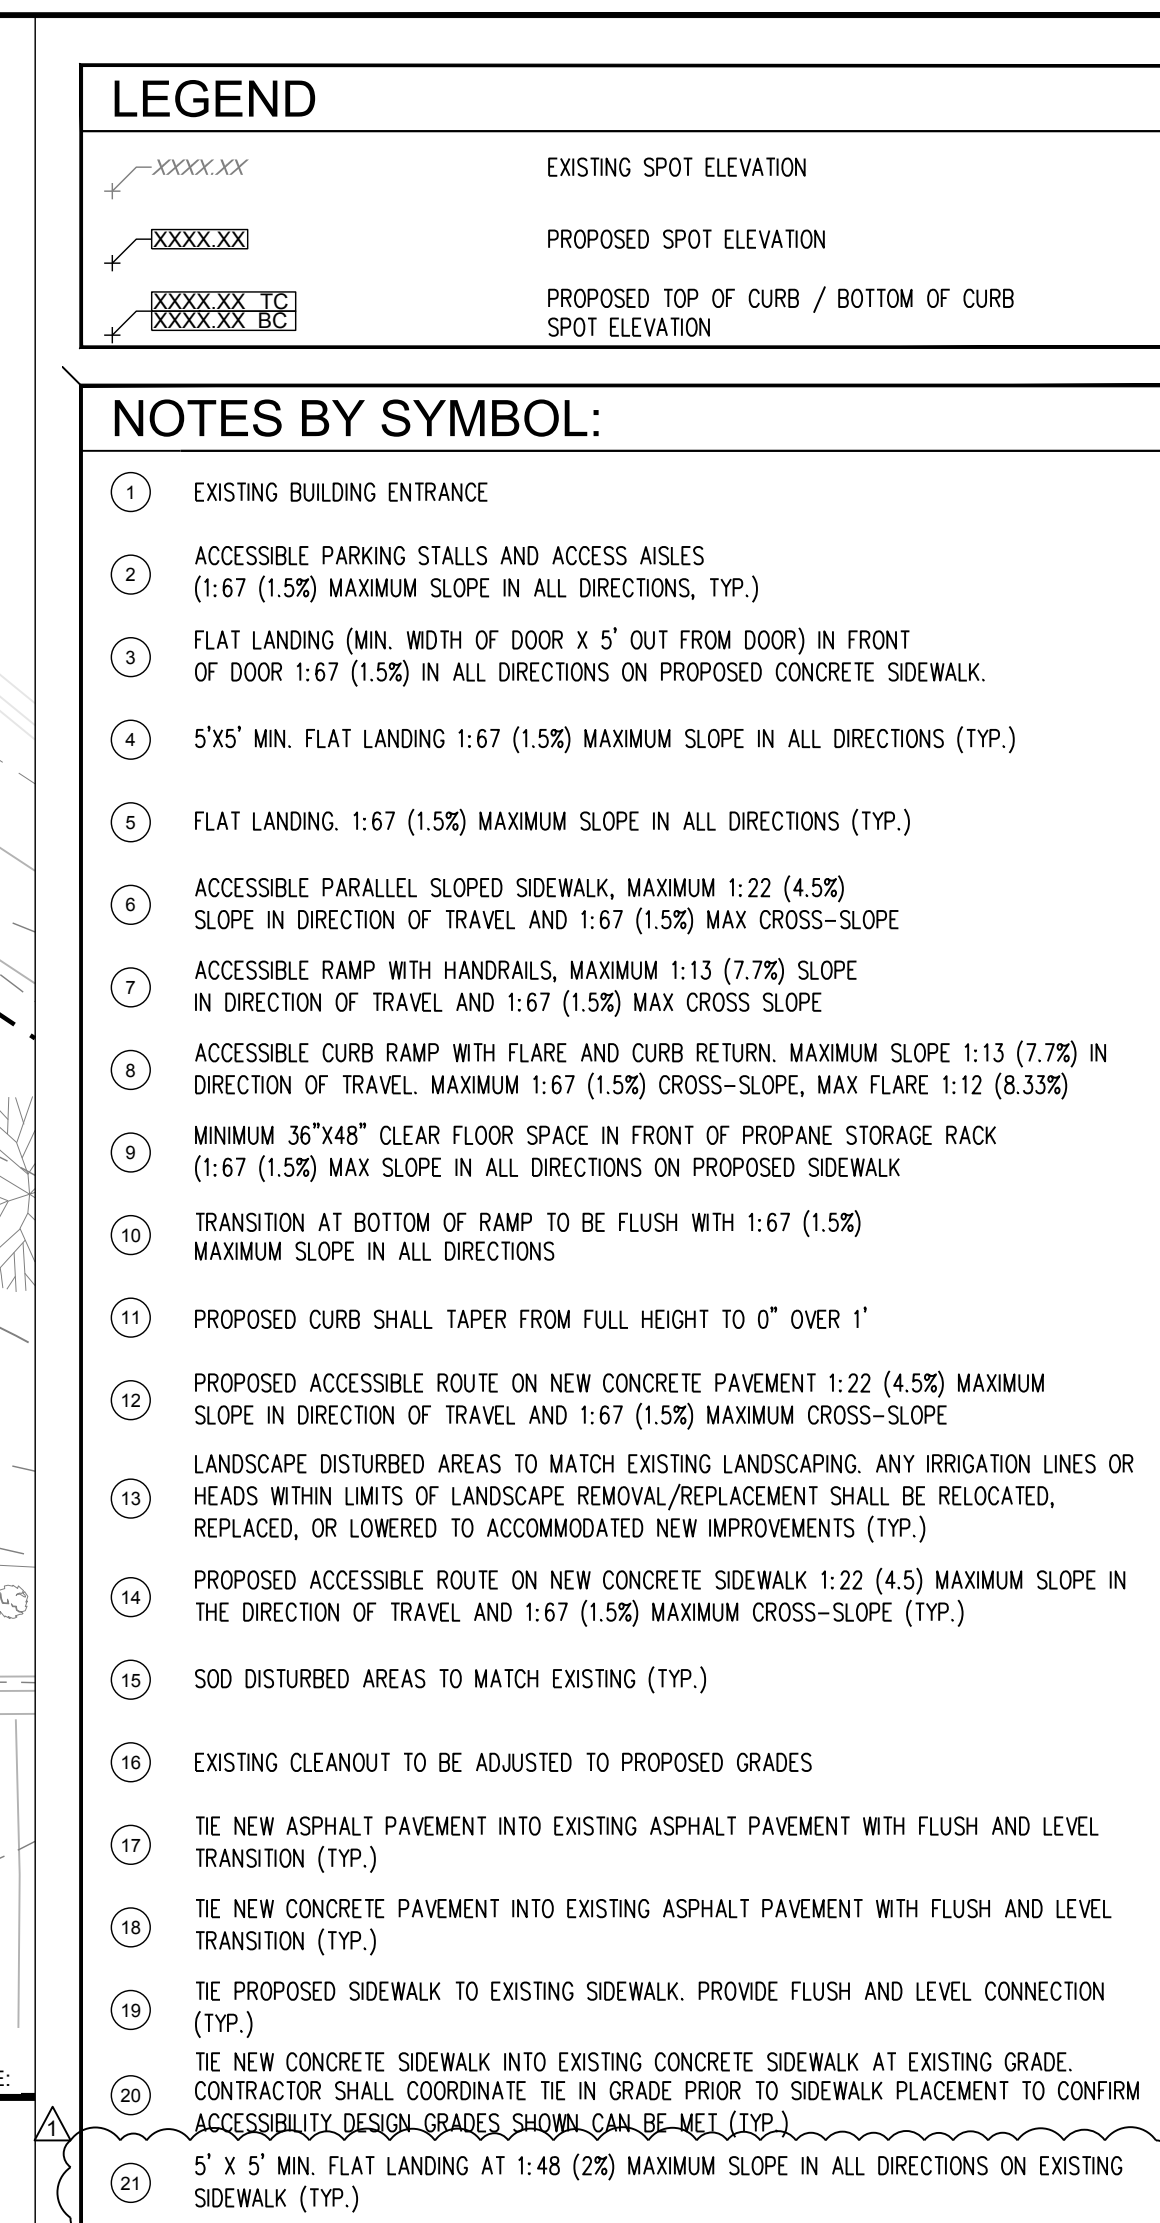 LEGEND
XXXX.XX EXISTING SPOT ELEVATION
XXXX.XX PROPOSED SPOT ELEVATION
XXXX.XX TC PROPOSED TOP OF CURB / BOTTOM OF CURB
XXXX.XX BC SPOT ELEVATION
NOTES BY SYMBOL:
1 EXISTING BUILDING ENTRANCE
2 ACCESSIBLE PARKING STALLS AND ACCESS AISLES
(1:67 (1.5%) MAXIMUM SLOPE IN ALL DIRECTIONS, TYP.)
3 FLAT LANDING (MIN. WIDTH OF DOOR X 5' OUT FROM DOOR) IN FRONT
OF DOOR 1:67 (1.5%) IN ALL DIRECTIONS ON PROPOSED CONCRETE SIDEWALK.
4 5'X5' MIN. FLAT LANDING 1:67 (1.5%) MAXIMUM SLOPE IN ALL DIRECTIONS (TYP.)
5 FLAT LANDING. 1:67 (1.5%) MAXIMUM SLOPE IN ALL DIRECTIONS (TYP.)
6 ACCESSIBLE PARALLEL SLOPED SIDEWALK, MAXIMUM 1:22 (4.5%)
SLOPE IN DIRECTION OF TRAVEL AND 1:67 (1.5%) MAX CROSS-SLOPE
7 ACCESSIBLE RAMP WITH HANDRAILS, MAXIMUM 1:13 (7.7%) SLOPE
IN DIRECTION OF TRAVEL AND 1:67 (1.5%) MAX CROSS SLOPE
8 ACCESSIBLE CURB RAMP WITH FLARE AND CURB RETURN. MAXIMUM SLOPE 1:13 (7.7%) IN
DIRECTION OF TRAVEL. MAXIMUM 1:67 (1.5%) CROSS-SLOPE, MAX FLARE 1:12 (8.33%)
9 MINIMUM 36"X48" CLEAR FLOOR SPACE IN FRONT OF PROPANE STORAGE RACK
(1:67 (1.5%) MAX SLOPE IN ALL DIRECTIONS ON PROPOSED SIDEWALK
10 TRANSITION AT BOTTOM OF RAMP TO BE FLUSH WITH 1:67 (1.5%)
MAXIMUM SLOPE IN ALL DIRECTIONS
11 PROPOSED CURB SHALL TAPER FROM FULL HEIGHT TO 0" OVER 1'
12 PROPOSED ACCESSIBLE ROUTE ON NEW CONCRETE PAVEMENT 1:22 (4.5%) MAXIMUM
SLOPE IN DIRECTION OF TRAVEL AND 1:67 (1.5%) MAXIMUM CROSS-SLOPE
13 LANDSCAPE DISTURBED AREAS TO MATCH EXISTING LANDSCAPING. ANY IRRIGATION LINES OR
HEADS WITHIN LIMITS OF LANDSCAPE REMOVAL/REPLACEMENT SHALL BE RELOCATED,
REPLACED, OR LOWERED TO ACCOMMODATED NEW IMPROVEMENTS (TYP.)
14 PROPOSED ACCESSIBLE ROUTE ON NEW CONCRETE SIDEWALK 1:22 (4.5) MAXIMUM SLOPE IN
THE DIRECTION OF TRAVEL AND 1:67 (1.5%) MAXIMUM CROSS-SLOPE (TYP.)
15 SOD DISTURBED AREAS TO MATCH EXISTING (TYP.)
16 EXISTING CLEANOUT TO BE ADJUSTED TO PROPOSED GRADES
17 TIE NEW ASPHALT PAVEMENT INTO EXISTING ASPHALT PAVEMENT WITH FLUSH AND LEVEL
TRANSITION (TYP.)
18 TIE NEW CONCRETE PAVEMENT INTO EXISTING ASPHALT PAVEMENT WITH FLUSH AND LEVEL
TRANSITION (TYP.)
19 TIE PROPOSED SIDEWALK TO EXISTING SIDEWALK. PROVIDE FLUSH AND LEVEL CONNECTION
(TYP.)
20 TIE NEW CONCRETE SIDEWALK INTO EXISTING CONCRETE SIDEWALK AT EXISTING GRADE.
CONTRACTOR SHALL COORDINATE TIE IN GRADE PRIOR TO SIDEWALK PLACEMENT TO CONFIRM
ACCESSIBILITY DESIGN GRADES SHOWN CAN BE MET (TYP.)
1
21 5' X 5' MIN. FLAT LANDING AT 1:48 (2%) MAXIMUM SLOPE IN ALL DIRECTIONS ON EXISTING
SIDEWALK (TYP.)